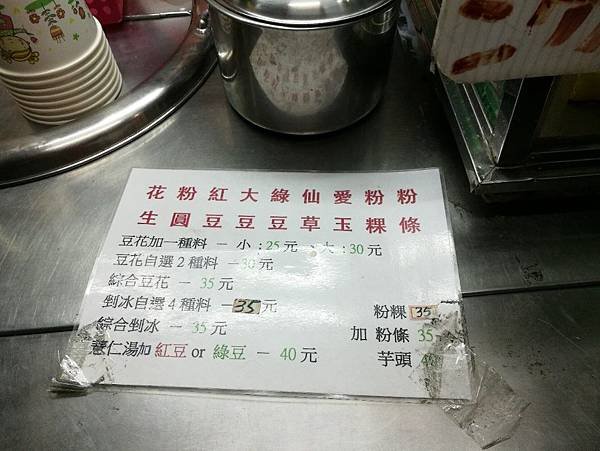 花 粉 紅 大 綠 仙 愛 粉 粉
生 圓 豆 豆 豆 草 玉 粿 條
豆花加一種料 — 小:25元、大:30元
豆花自選2種料 —30元
綜合豆花 — 35元
剉冰自選4種料 —35元
綜合剉冰 — 35元
薏仁湯加 紅豆 or 綠豆 — 40元
粉粿 35
加 粉條 35
芋頭